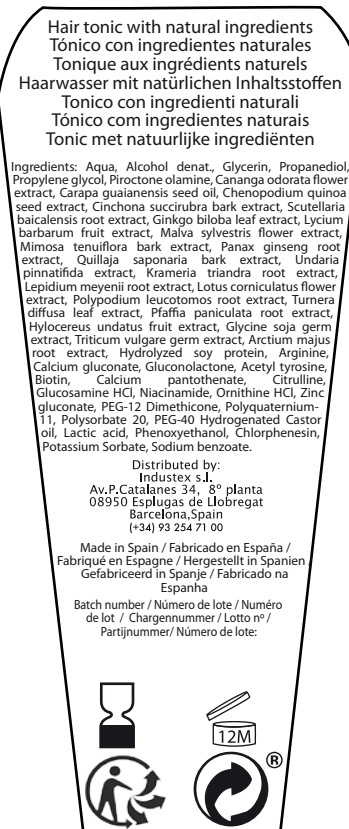 Hair tonic with natural ingredients
Tónico con ingredientes naturales
Tonique aux ingrédients naturels
Haarwasser mit natürlichen Inhaltsstoffen
Tonico con ingredienti naturali
Tónico com ingredientes naturais
Tonic met natuurlijke ingrediënten
Ingredients: Aqua, Alcohol denat., Glycerin, Propanediol,
Propylene glycol, Piroctone olamine, Cananga odorata flower
extract, Carapa guaianensis seed oil, Chenopodium quinoa
seed extract, Cinchona succirubra bark extract, Scutellaria
baicalensis root extract, Ginkgo biloba leaf extract, Lycium
barbarum fruit extract, Malva sylvestris flower extract,
Mimosa tenuiflora bark extract, Panax ginseng root
extract, Quillaja saponaria bark extract, Undaria
pinnatifida extract, Krameria triandra root extract,
Lepidium meyenii root extract, Lotus corniculatus flower
extract, Polypodium leucotomos root extract, Turnera
diffusa leaf extract, Pfaffia paniculata root extract,
Hylocereus undatus fruit extract, Glycine soja germ
extract, Triticum vulgare germ extract, Arctium majus
root extract, Hydrolyzed soy protein, Arginine,
Calcium gluconate, Gluconolactone, Acetyl tyrosine,
Biotin, Calcium pantothenate, Citrulline,
Glucosamine HCl, Niacinamide, Ornithine HCl, Zinc
gluconate, PEG-12 Dimethicone, Polyquaternium-
11, Polysorbate 20, PEG-40 Hydrogenated Castor
oil, Lactic acid, Phenoxyethanol, Chlorphenesin,
Potassium Sorbate, Sodium benzoate.
Distributed by:
Industex s.l.
Av.P.Catalanes 34, 8º planta
08950 Esplugas de Llobregat
Barcelona,Spain
(+34) 93 254 71 00
Made in Spain / Fabricado en España /
Fabriqué en Espagne / Hergestellt in Spanien /
Gefabriceerd in Spanje / Fabricado na
Espanha
Batch number / Número de lote / Numéro
de lot / Chargennummer / Lotto nº /
Partijnummer/ Número de lote:
12M
®